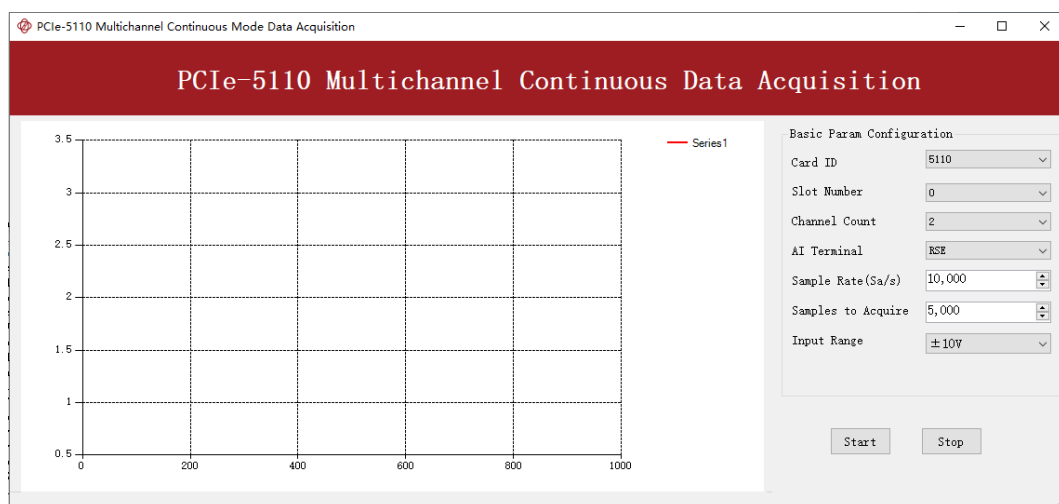 PCIe-5110 Multichannel Continuous Mode Data Acquisition
PCIe-5110 Multichannel Continuous Data Acquisition
3.5
3
2.5
2
1.5
1
0.5
0
200
400
600
800
1000
Series1
Basic Param Configuration
Card ID
5110
Slot Number
0
Channel Count
2
AI Terminal
RSE
Sample Rate(Sa/s)
10,000
Samples to Acquire
5,000
Input Range
±10V
Start
Stop